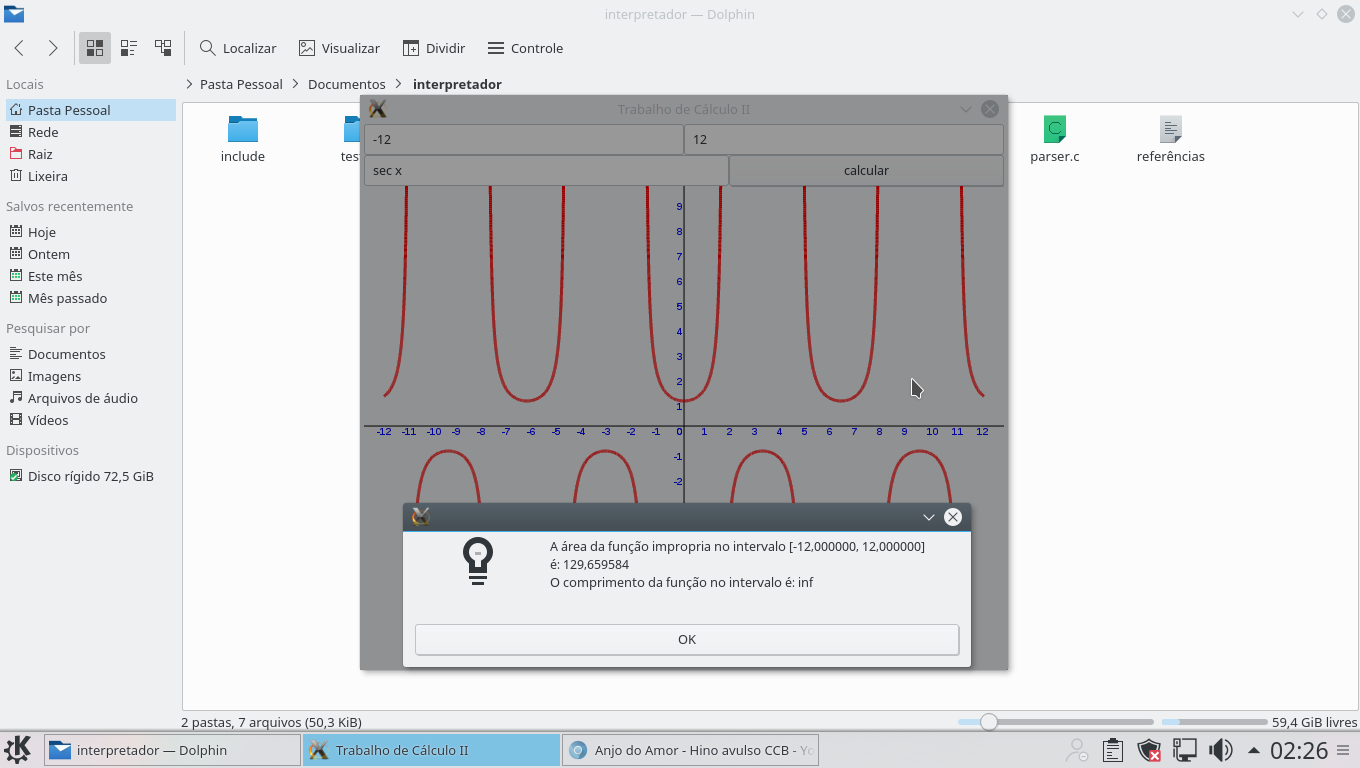 interpretador — Dolphin
Localizar Visualizar Dividir Controle
Locais
Pasta Pessoal
Rede
Raiz
Lixeira
Salvos recentemente
Hoje
Ontem
Este mês
Mês passado
Pesquisar por
Documentos
Imagens
Arquivos de áudio
Vídeos
Dispositivos
Disco rígido 72,5 GiB
Pasta Pessoal Documentos interpretador
include
parser.c
referências
Trabalho de Cálculo II
-12 12
sec x calcular
9
8
7
6
5
4
3
2
1
-12 -11 -10 -9 -8 -7 -6 -5 -4 -3 -2 -1 0 1 2 3 4 5 6 7 8 9 10 11 12
-1
-2
A área da função impropria no intervalo [-12,000000, 12,000000]
é: 129,659584
O comprimento da função no intervalo é: inf
OK
2 pastas, 7 arquivos (50,3 KiB) 59,4 GiB livres
interpretador — Dolphin Trabalho de Cálculo II Anjo do Amor - Hino avulso CCB - Yo 02:26